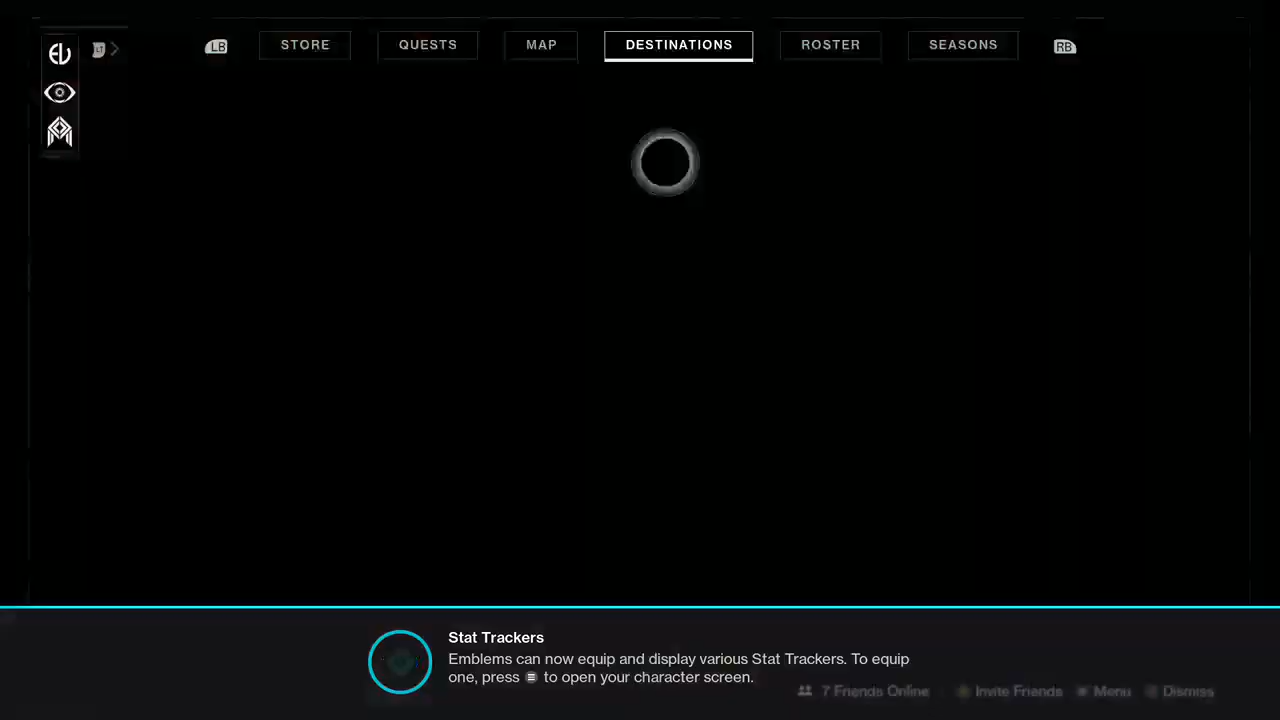 LT
LB
STORE
QUESTS
MAP
DESTINATIONS
ROSTER
SEASONS
RB
Stat Trackers
Emblems can now equip and display various Stat Trackers. To equip
one, press to open your character screen.
7 Friends Online
Invite Friends
Menu
Dismiss